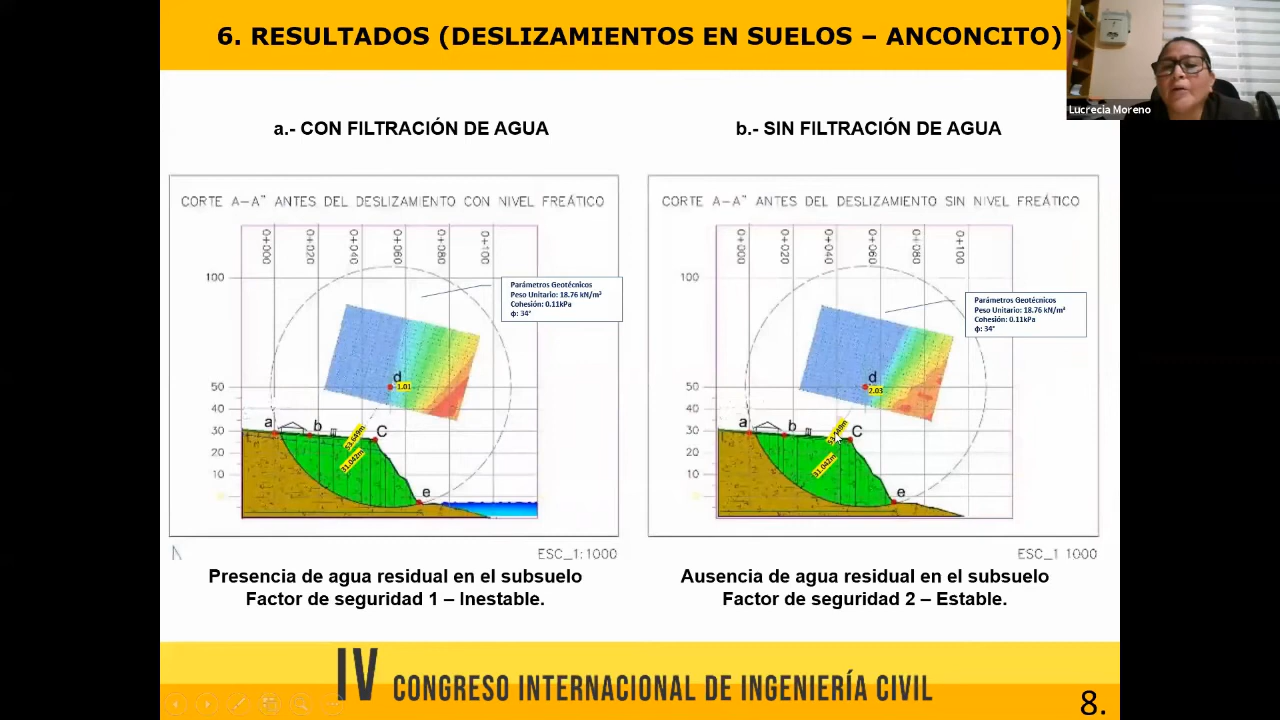 6. RESULTADOS (DESLIZAMIENTOS EN SUELOS – ANCONCITO)
Lucrecia Moreno
a.- CON FILTRACIÓN DE AGUA
CORTE A-A" ANTES DEL DESLIZAMIENTO CON NIVEL FREÁTICO
0+000
0+020
0+040
0+060
0+080
0+100
100
50
40
30
20
10
Parámetros Geotécnicos
Peso Unitario: 18.76 kN/m³
Cohesión: 0.11kPa
ф: 34°
d
1.01
a
b
C
53.649m
31.042m
e
N
ESC_1:1000
Presencia de agua residual en el subsuelo
Factor de seguridad 1 – Inestable.
b.- SIN FILTRACIÓN DE AGUA
CORTE A-A" ANTES DEL DESLIZAMIENTO SIN NIVEL FREÁTICO
0+000
0+020
0+040
0+060
0+080
0+100
100
50
40
30
20
10
Parámetros Geotécnicos
Peso Unitario: 18.76 kN/m³
Cohesión: 0.11kPa
ф: 34°
d
2.03
a
b
C
31.042m
e
ESC_1 1000
Ausencia de agua residual en el subsuelo
Factor de seguridad 2 – Estable.
IV CONGRESO INTERNACIONAL DE INGENIERÍA CIVIL
8.